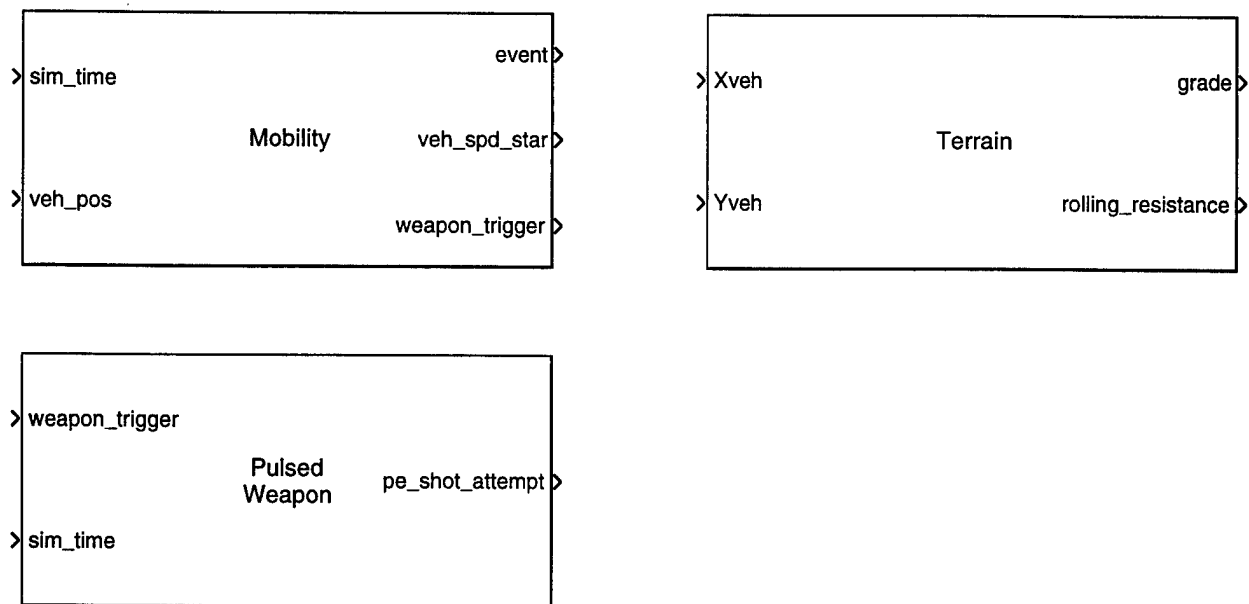 event
sim_time
Mobility
veh_spd_star
veh_pos
weapon_trigger
Xveh
grade
Terrain
Yveh
rolling_resistance
weapon_trigger
Pulsed
Weapon
pe_shot_attempt
sim_time